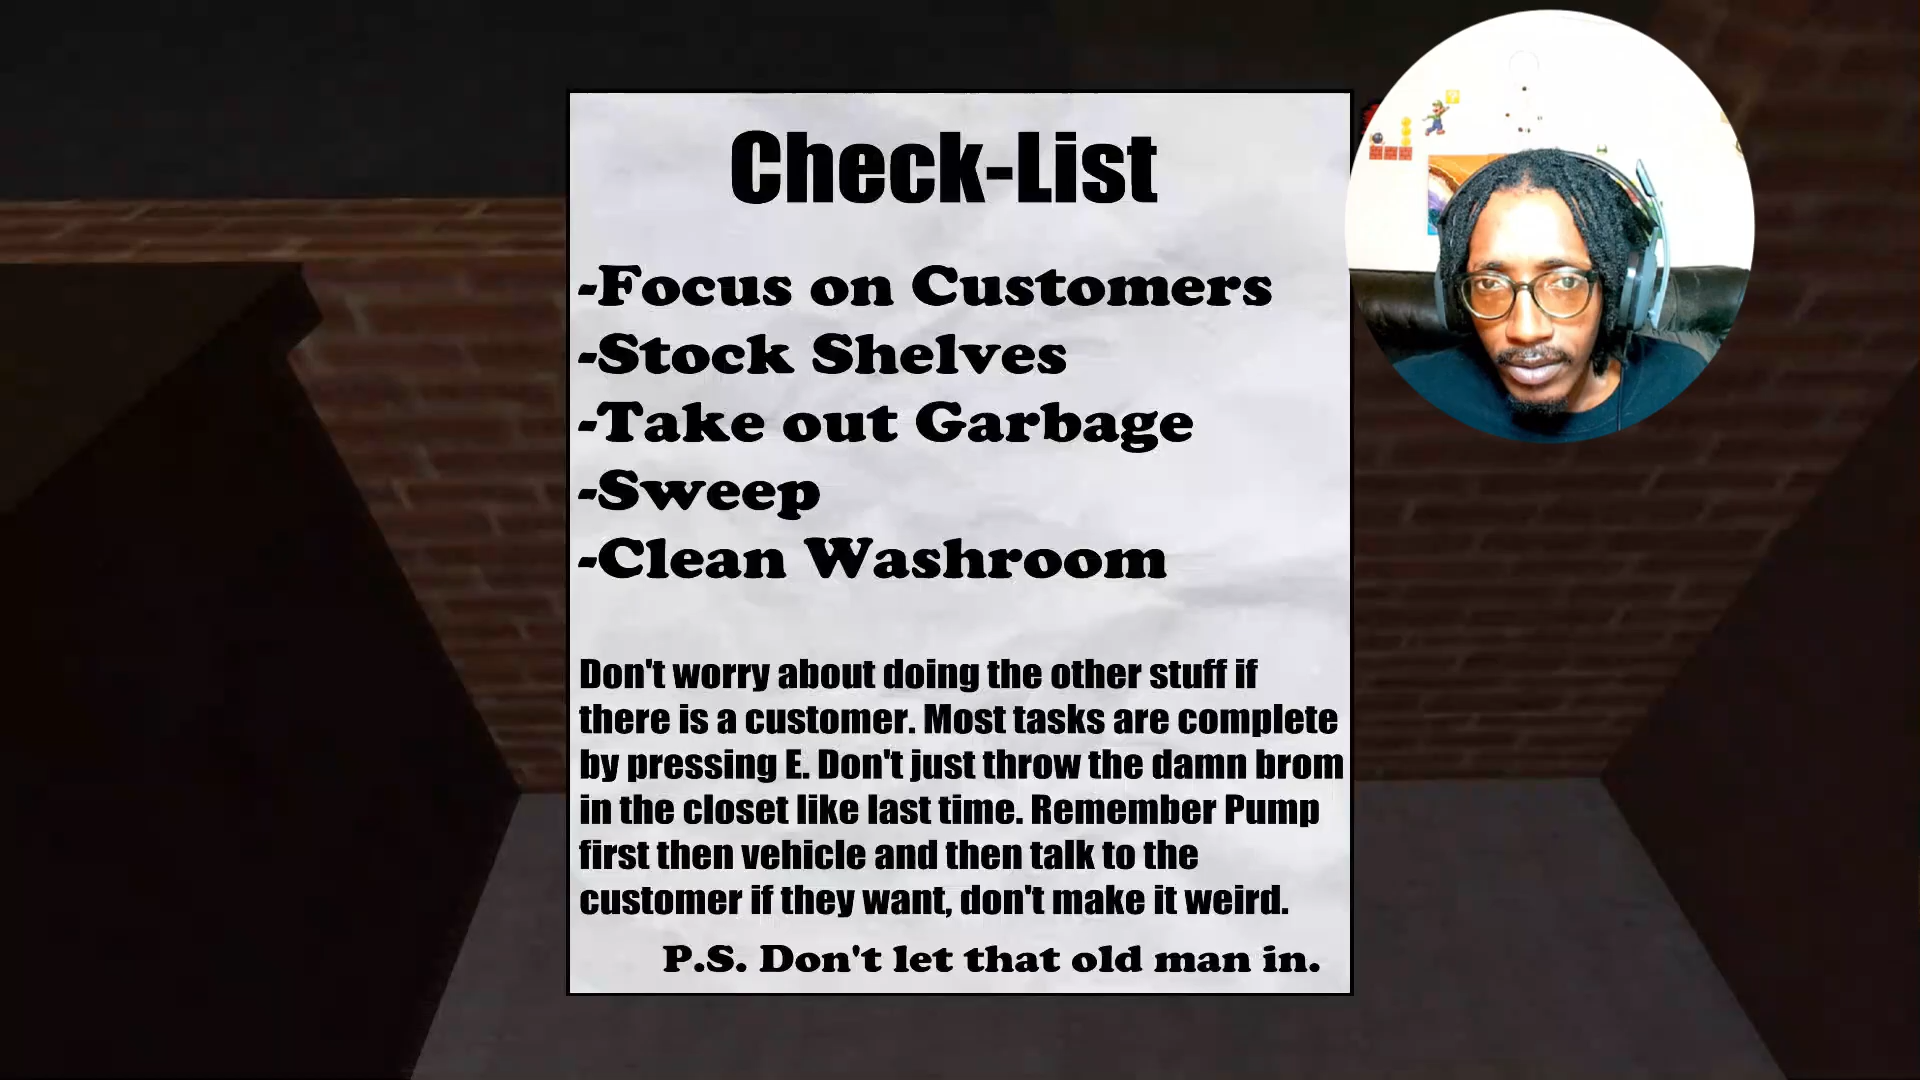 Check-List
-Focus on Customers
-Stock Shelves
-Take out Garbage
-Sweep
-Clean Washroom
Don't worry about doing the other stuff if
there is a customer. Most tasks are complete
by pressing E. Don't just throw the damn brom
in the closet like last time. Remember Pump
first then vehicle and then talk to the
customer if they want, don't make it weird.
P.S. Don't let that old man in.